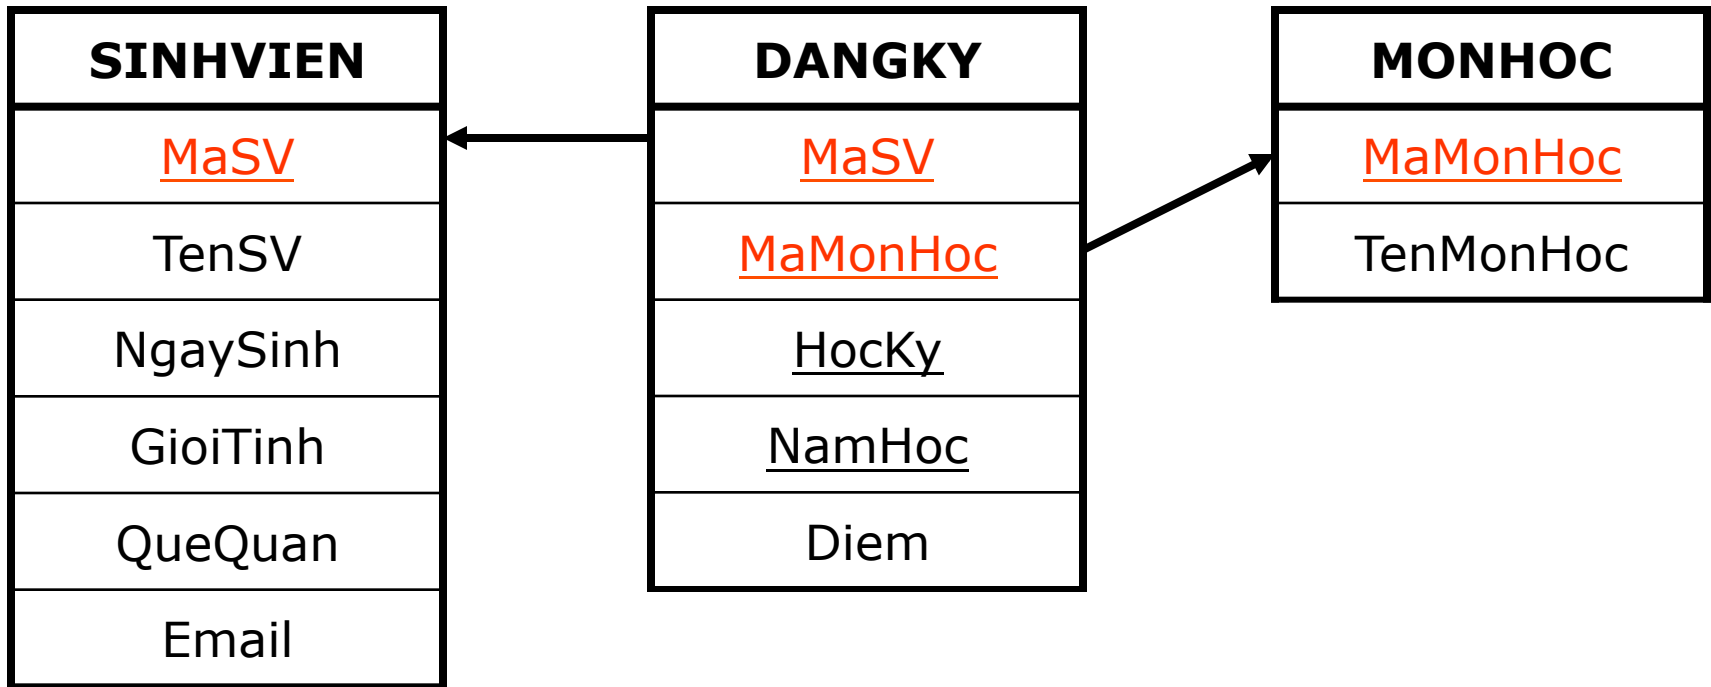 SINHVIEN
MaSV
TenSV
NgaySinh
GioiTinh
QueQuan
Email
DANGKY
MaSV
MaMonHoc
HocKy
NamHoc
Diem
MONHOC
MaMonHoc
TenMonHoc